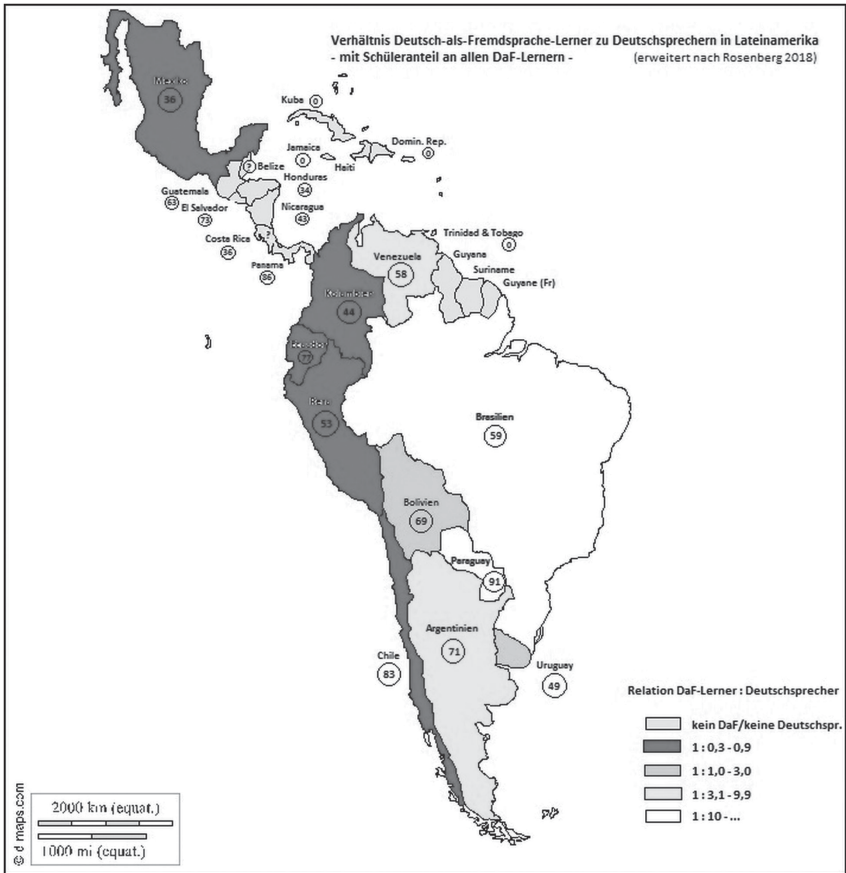 Verhältnis Deutsch-als-Fremdsprache-Lerner zu Deutschsprechern in Lateinamerika
- mit Schüleranteil an allen DaF-Lernern - (erweitert nach Rosenberg 2018)
Mexiko
36
Kuba 0
Jamaica
0
Haiti
Domin. Rep.
0
? Belize
Honduras
34
Guatemala
63
El Salvador
73
Nicaragua
43
Costa Rica
36
?
Panama
86
Venezuela
58
Trinidad & Tobago
0
Guyana
Suriname
Guyane (Fr)
Kolumbien
44
Ecuador
77
Peru
53
Brasilien
59
Bolivien
69
Paraguay
91
Argentinien
71
Chile
83
Uruguay
49
Relation DaF-Lerner : Deutschsprecher
kein DaF/keine Deutschspr.
1 : 0,3 - 0,9
1 : 1,0 - 3,0
1 : 3,1 - 9,9
1 : 10 - ...
2000 km (equat.)
1000 mi (equat.)
© d maps.com